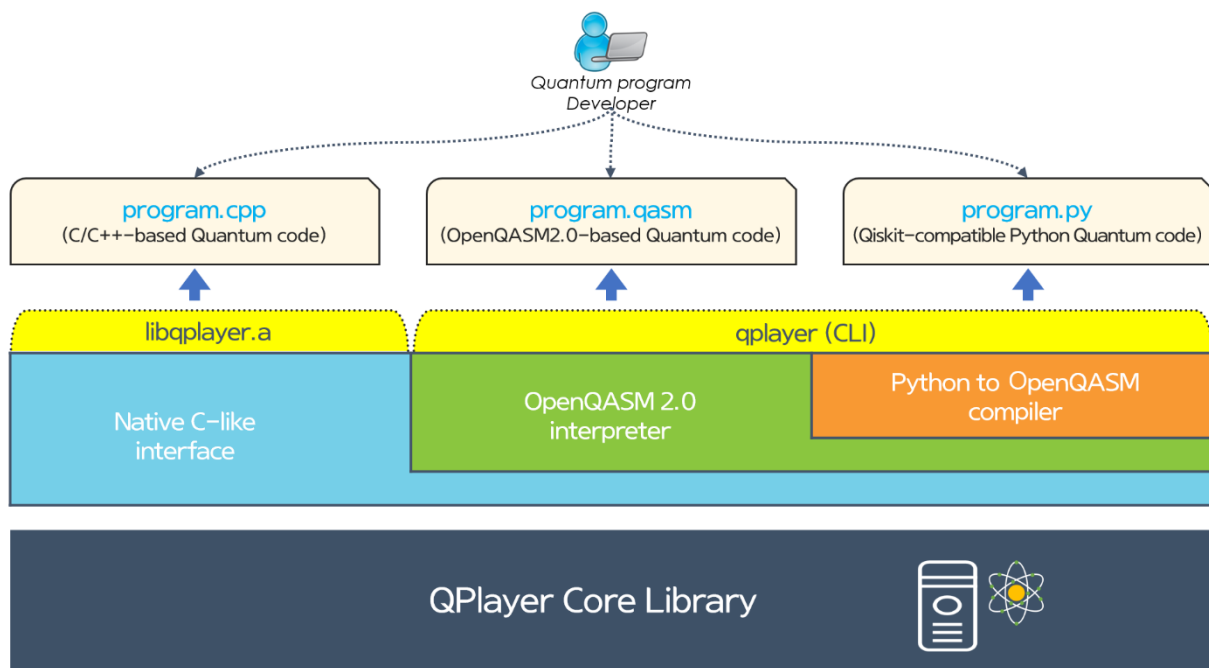 Quantum program
Developer
program.cpp
(C/C++-based Quantum code)
program.qasm
(OpenQASM2.0-based Quantum code)
program.py
(Qiskit-compatible Python Quantum code)
libqplayer.a
qplayer (CLI)
Native C-like
interface
OpenQASM 2.0
interpreter
Python to OpenQASM
compiler
QPlayer Core Library